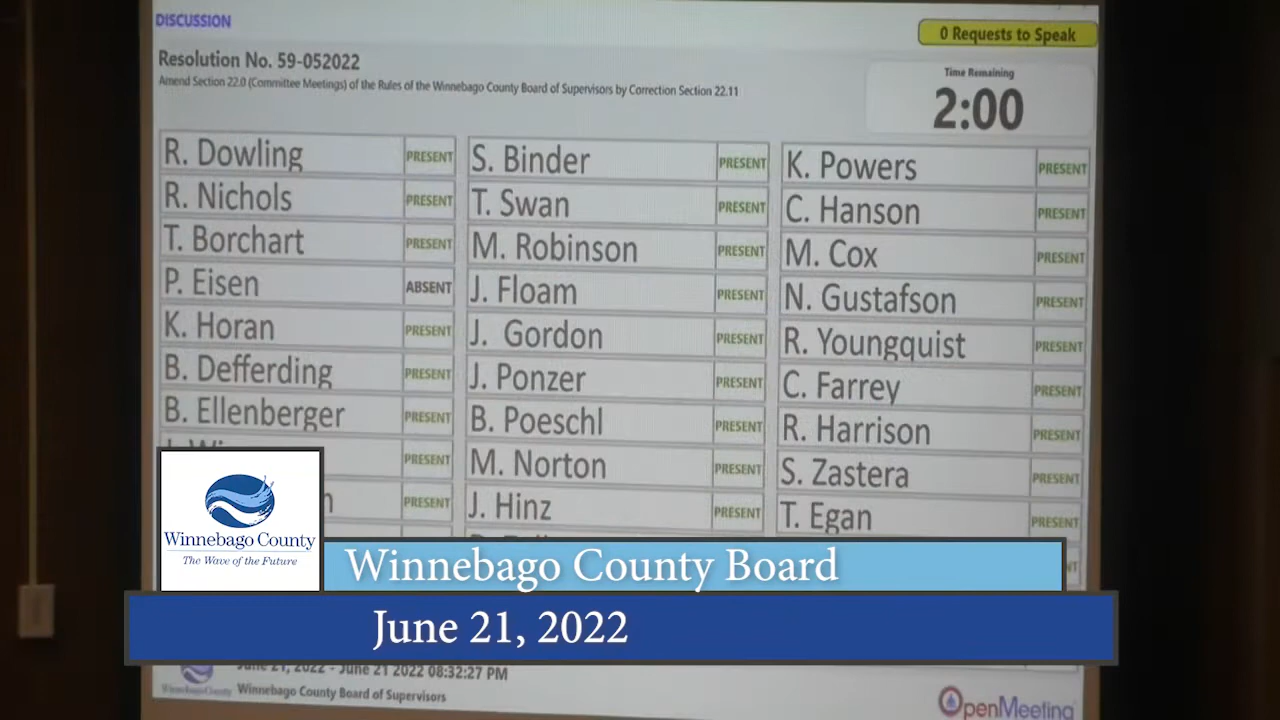 DISCUSSION
0 Requests to Speak
Resolution No. 59-052022
Amend Section 22.0 (Committee Meetings) of the Rules of the Winnebago County Board of Supervisors by Correction Section 22.11
Time Remaining
2:00
R. Dowling PRESENT
R. Nichols PRESENT
T. Borchart PRESENT
P. Eisen ABSENT
K. Horan PRESENT
B. Defferding PRESENT
B. Ellenberger PRESENT
PRESENT
PRESENT
S. Binder PRESENT
T. Swan PRESENT
M. Robinson PRESENT
J. Floam PRESENT
J. Gordon PRESENT
J. Ponzer PRESENT
B. Poeschl PRESENT
M. Norton PRESENT
J. Hinz PRESENT
K. Powers PRESENT
C. Hanson PRESENT
M. Cox PRESENT
N. Gustafson PRESENT
R. Youngquist PRESENT
C. Farrey PRESENT
R. Harrison PRESENT
S. Zastera PRESENT
T. Egan PRESENT
Winnebago County
The Wave of the Future
Winnebago County Board
June 21, 2022
June 21, 2022 - June 21 2022 08:32:27 PM
Winnebago County
Winnebago County Board of Supervisors
OpenMeeting